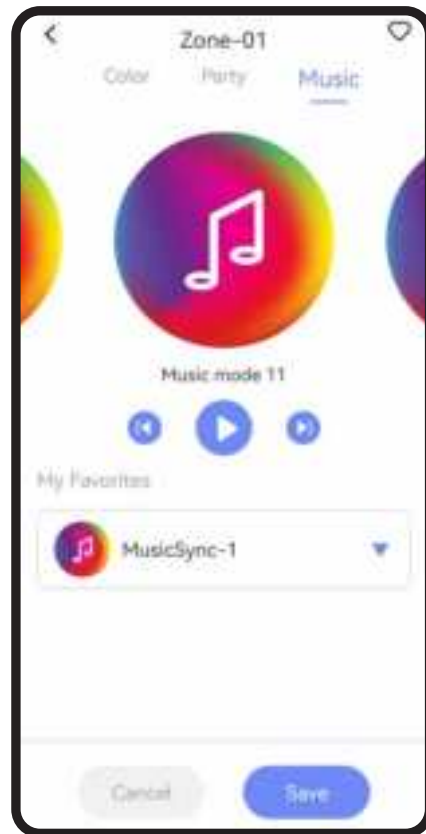 Zone-01
Color Party Music
Music mode 11
My Favorites
MusicSync-1
Cancel Save